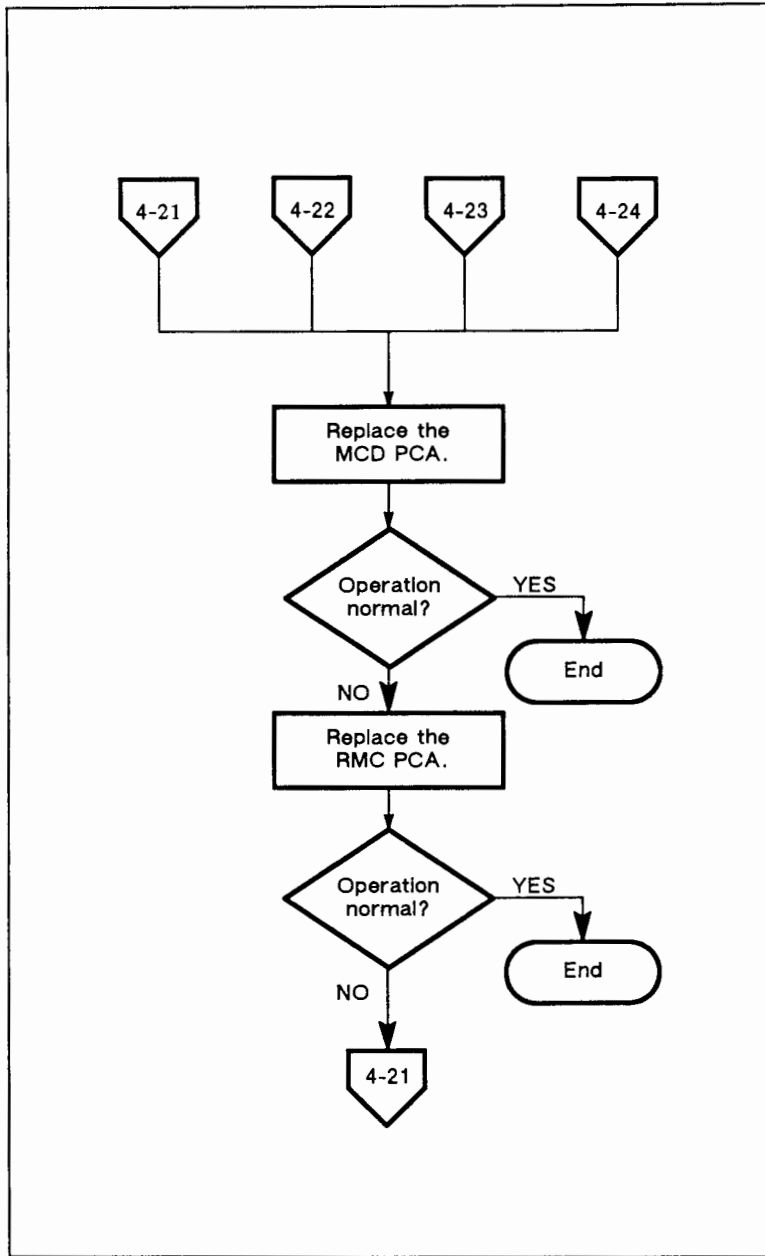 4-21
4-22
4-23
4-24
Replace the
MCD PCA.
Operation
normal?
YES
End
NO
Replace the
RMC PCA.
Operation
normal?
YES
End
NO
4-21